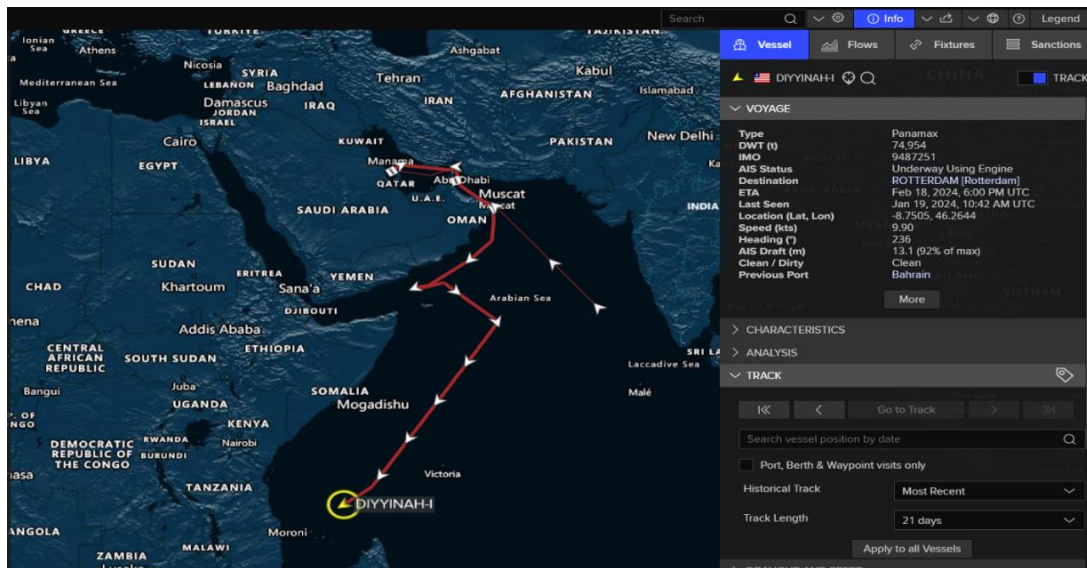 Search
Info
Legend
Vessel
Flows
Fixtures
Sanctions
DIYYINAH-I
TRACK
VOYAGE
Type Panamax
DWT (t) 74,954
IMO 9487251
AIS Status Underway Using Engine
Destination ROTTERDAM [Rotterdam]
ETA Feb 18, 2024, 6:00 PM UTC
Last Seen Jan 19, 2024, 10:42 AM UTC
Location (Lat, Lon) -8.7505, 46.2644
Speed (kts) 9.90
Heading (°) 236
AIS Draft (m) 13.1 (92% of max)
Clean / Dirty Clean
Previous Port Bahrain
More
CHARACTERISTICS
ANALYSIS
TRACK
Go to Track
Search vessel position by date
Port, Berth & Waypoint visits only
Historical Track Most Recent
Track Length 21 days
Apply to all Vessels
DRAUGHT AND SPEED
GREECE
TÜRKIYE
TAJIKISTAN
Ionian
Sea
Athens
Ashgabat
Nicosia
SYRIA
Tehran
Kabul
Mediterranean Sea
LEBANON
Baghdad
Islamabad
Libyan
Sea
Damascus
IRAQ
IRAN
AFGHANISTAN
JORDAN
ISRAEL
Cairo
KUWAIT
PAKISTAN
New Delhi
LIBYA
EGYPT
Manama
QATAR
Abu Dhabi
U.A.E.
Muscat
SAUDI ARABIA
OMAN
INDIA
SUDAN
ERITREA
YEMEN
CHAD
Khartoum
Sana'a
Arabian Sea
DJIBOUTI
Addis Ababa
CENTRAL
AFRICAN
REPUBLIC
SOUTH SUDAN
ETHIOPIA
SRI LA
Laccadive Sea
Bangui
Juba
SOMALIA
Malé
UGANDA
Mogadishu
KENYA
DEMOCRATIC
REPUBLIC OF
THE CONGO
RWANDA
Nairobi
BURUNDI
Victoria
TANZANIA
DIYYINAH-I
ANGOLA
Moroni
MALAWI
ZAMBIA
CHINA